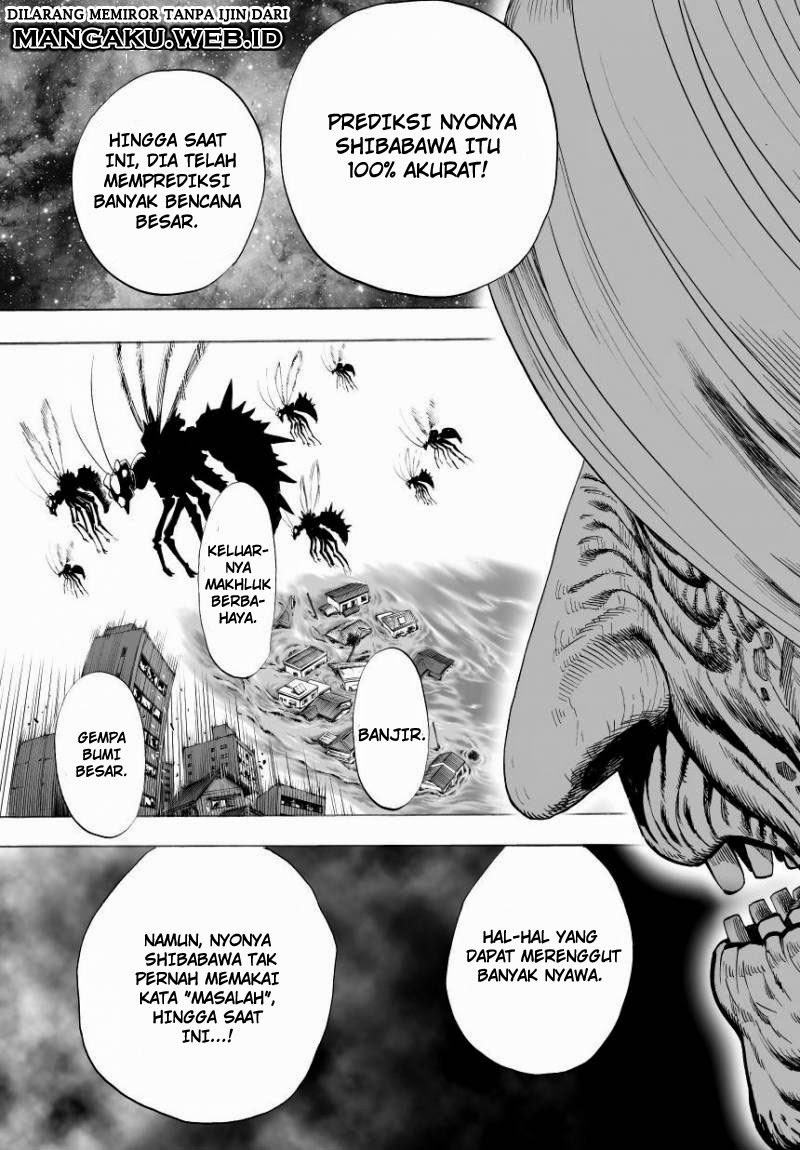 DILARANG MEMIROR TANPA IJIN DARI
MANGAKU.WEB.ID
PREDIKSI NYONYA
SHIBABAWA ITU
100% AKURAT!
HINGGA SAAT
INI, DIA TELAH
MEMPREDIKSI
BANYAK BENCANA
BESAR.
KELUAR-
NYA
MAKHLUK
BERBA-
HAYA.
BANJIR.
GEMPA
BUMI
BESAR.
HAL-HAL YANG
DAPAT MERENGGUT
BANYAK NYAWA.
NAMUN, NYONYA
SHIBABAWA TAK
PERNAH MEMAKAI
KATA "MASALAH",
HINGGA SAAT
INI...!